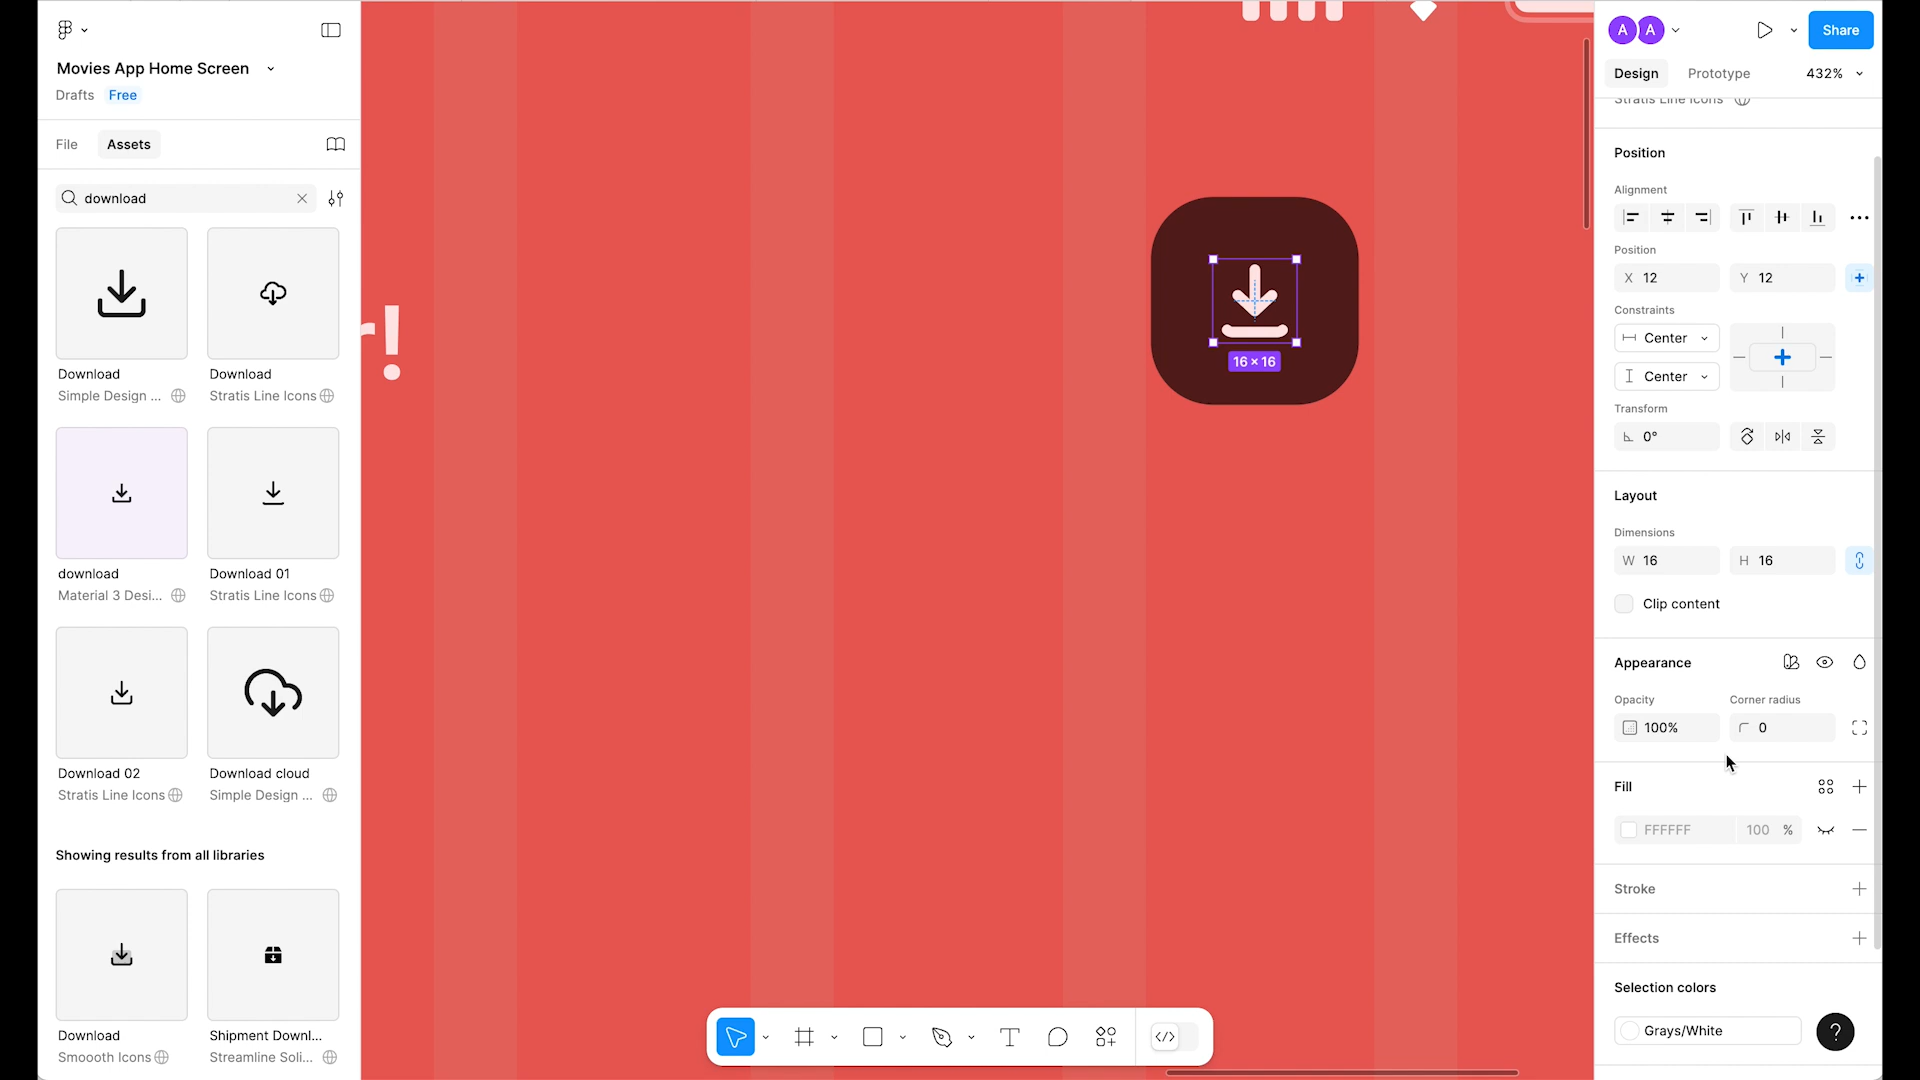 Movies App Home Screen
Drafts Free
File Assets
download
Download
Simple Design ...
Download
Stratis Line Icons
download
Material 3 Desi...
Download 01
Stratis Line Icons
Download 02
Stratis Line Icons
Download cloud
Simple Design ...
Showing results from all libraries
Download
Smoooth Icons
Shipment Downl...
Streamline Soli...
r!
16 × 16
A A
Share
Design Prototype 432%
Stratis Line Icons
Position
Alignment
Position
X 12 Y 12
Constraints
Center
Center
Transform
0°
Layout
Dimensions
W 16 H 16
Clip content
Appearance
Opacity Corner radius
100% 0
Fill
FFFFFF 100 %
Stroke
Effects
Selection colors
Grays/White
?